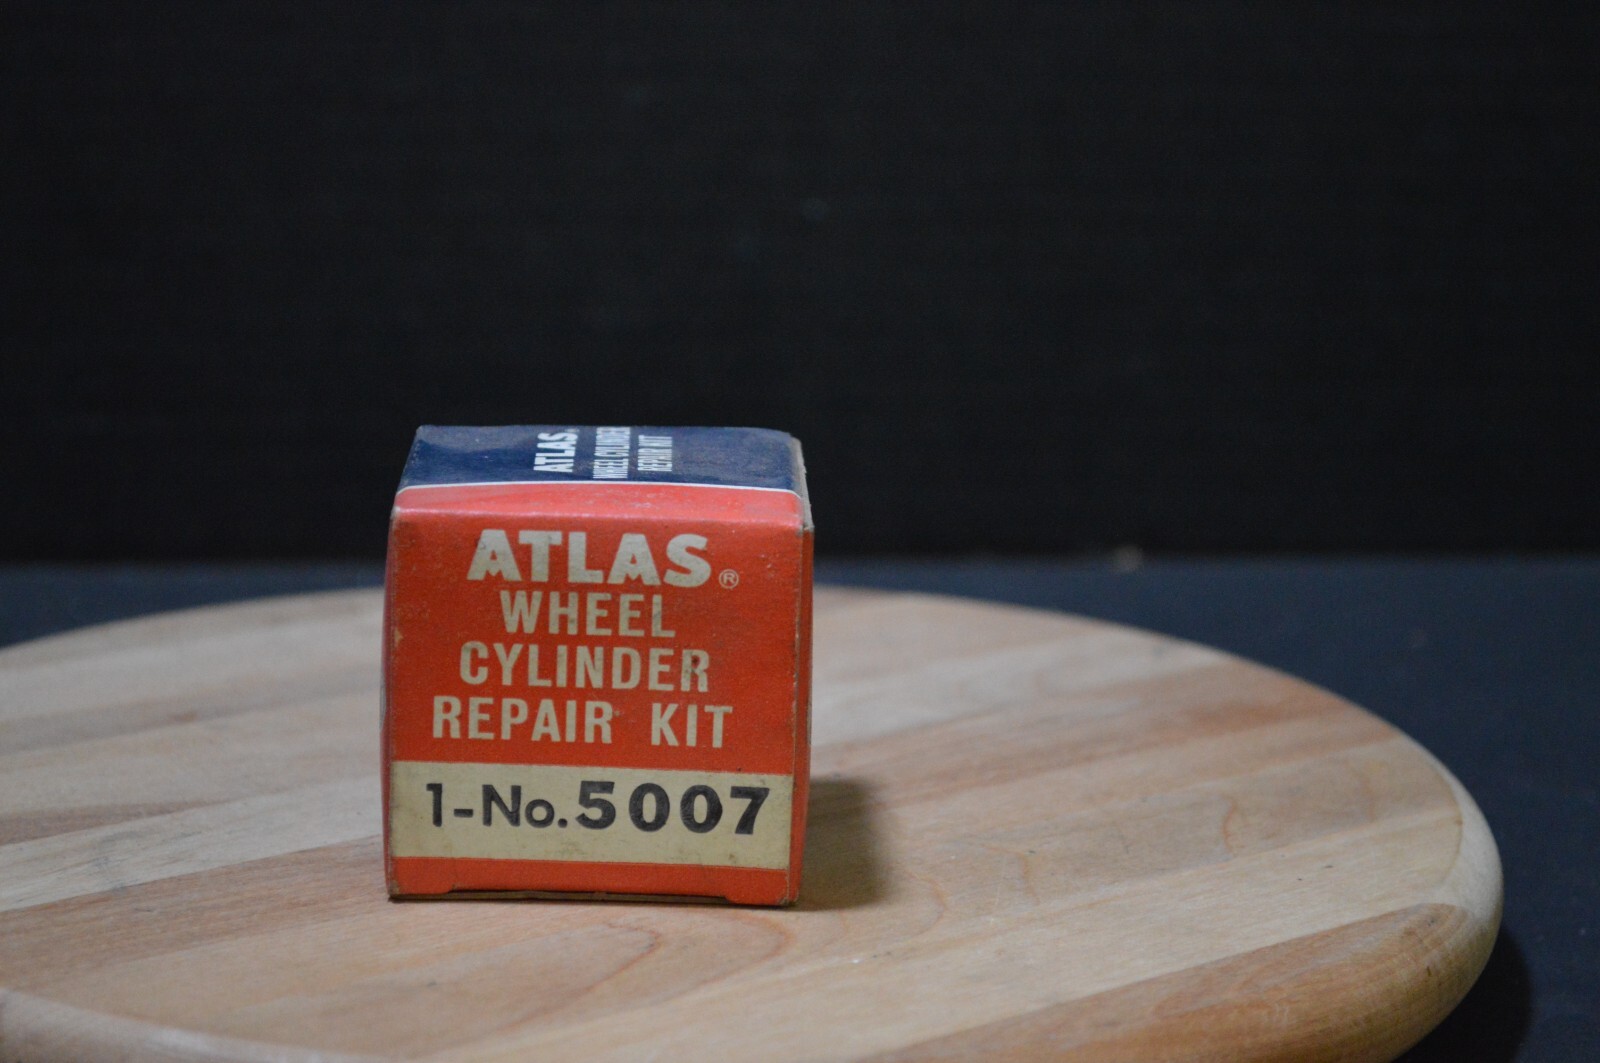 ATLAS®
WHEEL CYLINDER
REPAIR KIT
ATLAS®
WHEEL
CYLINDER
REPAIR KIT
1-No.5007